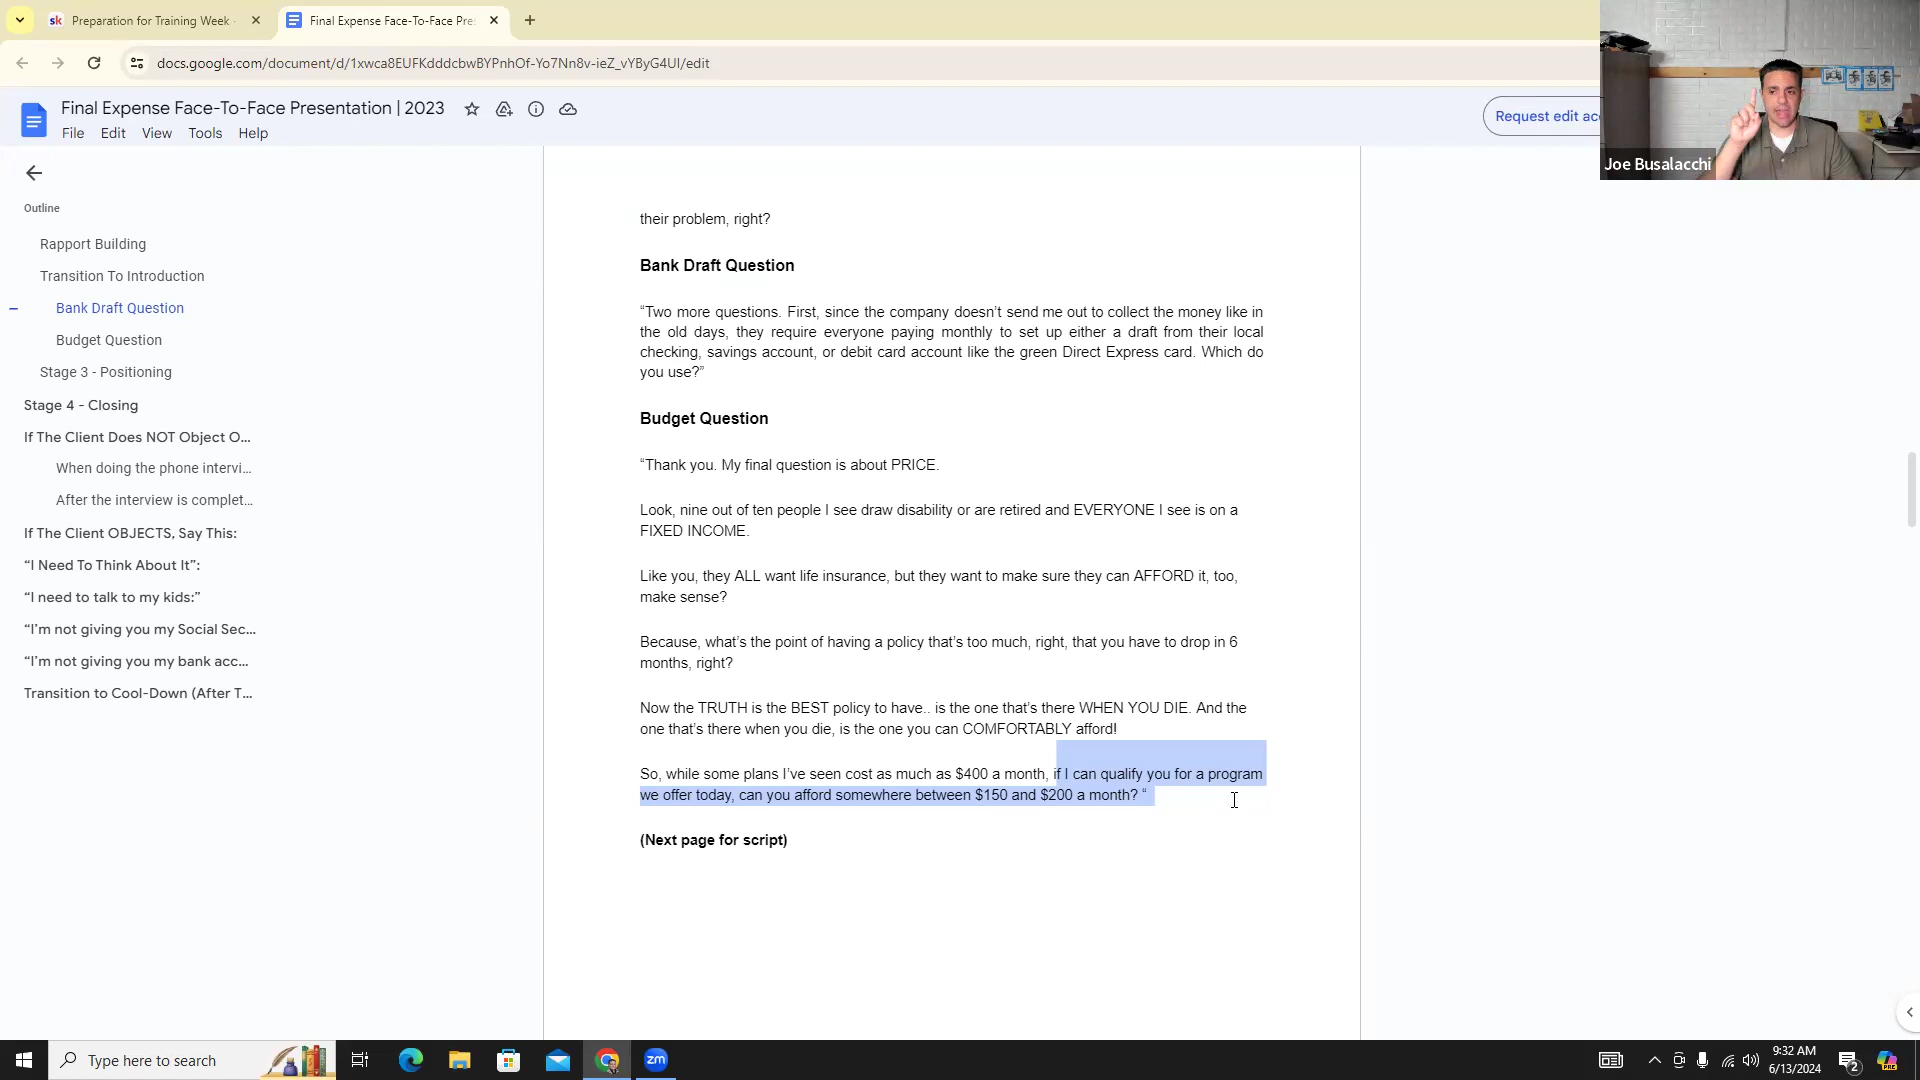 sk Preparation for Training Week
Final Expense Face-To-Face Pre
docs.google.com/document/d/1xwca8EUFKdddcbwBYPnhOf-Yo7Nn8v-ieZ_vYByG4UI/edit
Final Expense Face-To-Face Presentation | 2023
File Edit View Tools Help
Request edit acc
Joe Busalacchi
Outline
Rapport Building
Transition To Introduction
Bank Draft Question
Budget Question
Stage 3 - Positioning
Stage 4 - Closing
If The Client Does NOT Object O...
When doing the phone intervi...
After the interview is complet...
If The Client OBJECTS, Say This:
“I Need To Think About It”:
“I need to talk to my kids:”
“I’m not giving you my Social Sec...
“I’m not giving you my bank acc...
Transition to Cool-Down (After T...
their problem, right?
Bank Draft Question
“Two more questions. First, since the company doesn’t send me out to collect the money like in
the old days, they require everyone paying monthly to set up either a draft from their local
checking, savings account, or debit card account like the green Direct Express card. Which do
you use?”
Budget Question
“Thank you. My final question is about PRICE.
Look, nine out of ten people I see draw disability or are retired and EVERYONE I see is on a
FIXED INCOME.
Like you, they ALL want life insurance, but they want to make sure they can AFFORD it, too,
make sense?
Because, what’s the point of having a policy that’s too much, right, that you have to drop in 6
months, right?
Now the TRUTH is the BEST policy to have.. is the one that’s there WHEN YOU DIE. And the
one that’s there when you die, is the one you can COMFORTABLY afford!
So, while some plans I’ve seen cost as much as $400 a month, if I can qualify you for a program
we offer today, can you afford somewhere between $150 and $200 a month? “
(Next page for script)
Type here to search
zm
9:32 AM
6/13/2024
2
PRE